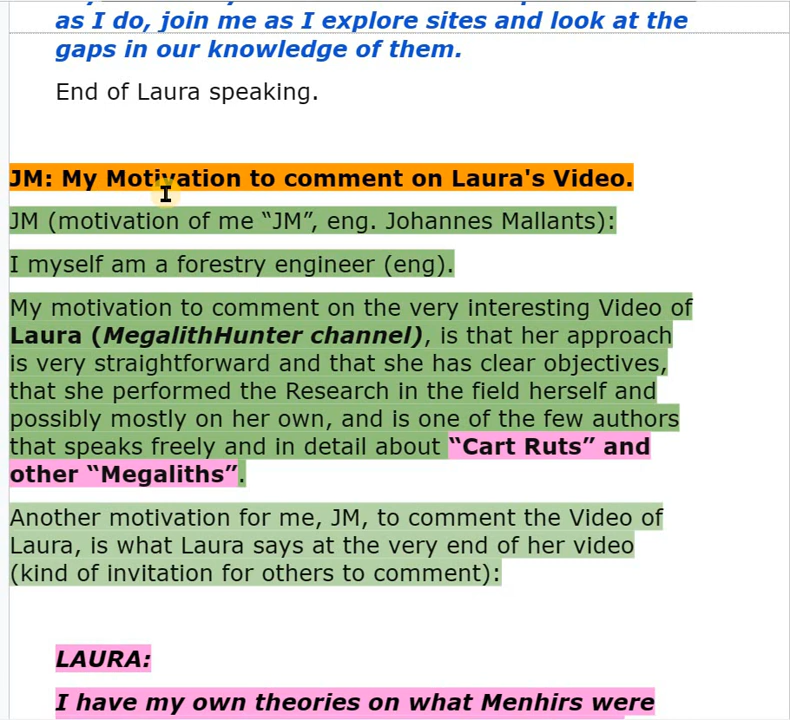 as I do, join me as I explore sites and look at the
gaps in our knowledge of them.
End of Laura speaking.
JM: My Motivation to comment on Laura's Video.
JM (motivation of me “JM”, eng. Johannes Mallants):
I myself am a forestry engineer (eng).
My motivation to comment on the very interesting Video of
Laura (MegalithHunter channel), is that her approach
is very straightforward and that she has clear objectives,
that she performed the Research in the field herself and
possibly mostly on her own, and is one of the few authors
that speaks freely and in detail about “Cart Ruts” and
other “Megaliths”.
Another motivation for me, JM, to comment the Video of
Laura, is what Laura says at the very end of her video
(kind of invitation for others to comment):
LAURA:
I have my own theories on what Menhirs were